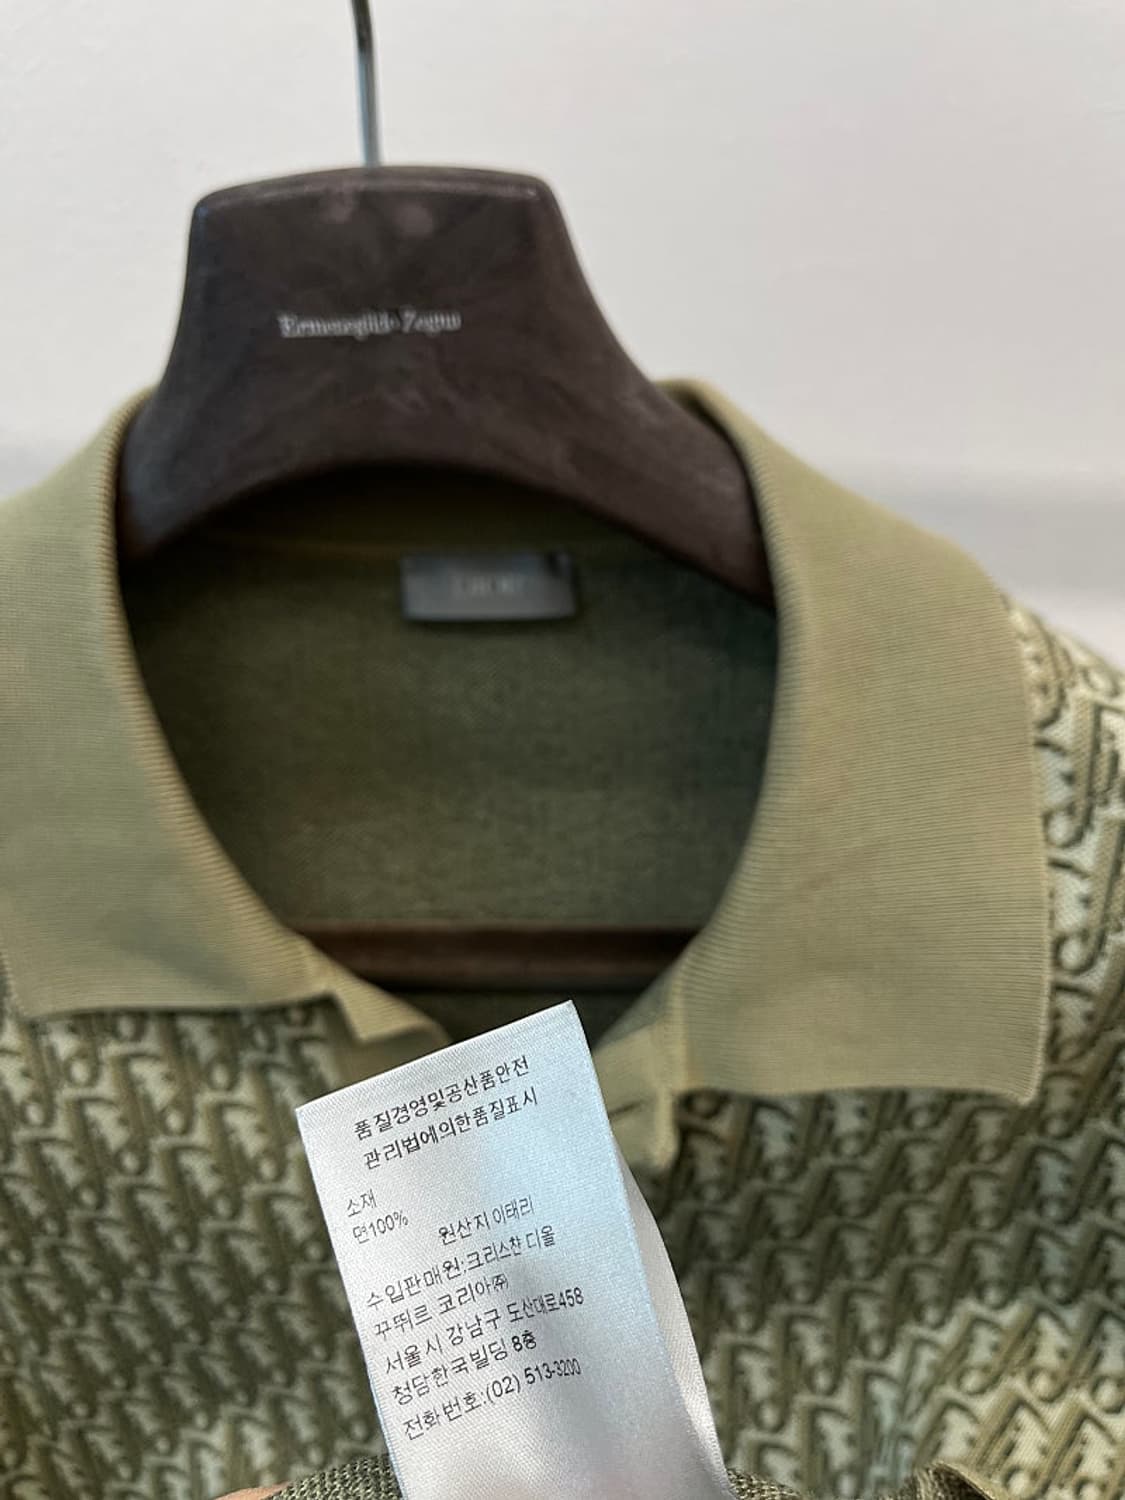 Ermenegildo Zegna
DIOR
품질경영및공산품안전
관리법에의한품질표시
소재
면100%
원산지 이태리
수입판매원:크리스챤 디올
꾸뛰르 코리아㈜
서울시 강남구 도산대로458
청담한국빌딩 8층
전화번호:(02) 513-3200